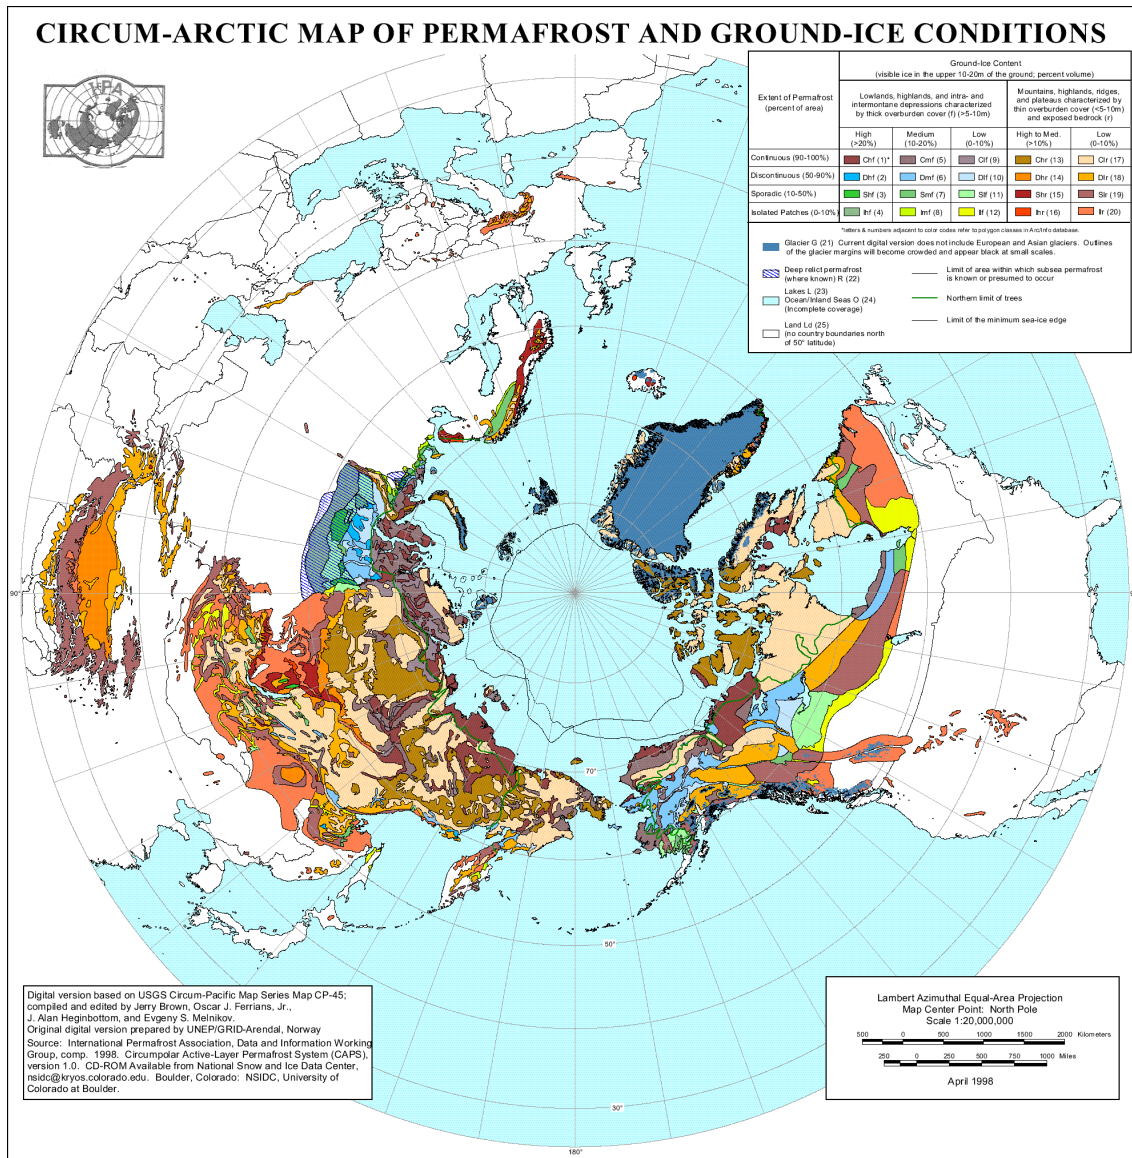 CIRCUM-ARCTIC MAP OF PERMAFROST AND GROUND-ICE CONDITIONS
IPA
Extent of Permafrost
(percent of area)
Ground-Ice Content
(visible ice in the upper 10-20m of the ground; percent volume)
Lowlands, highlands, and intra- and
intermontane depressions characterized
by thick overburden cover (f) (>5-10m)
Mountains, highlands, ridges,
and plateaus characterized by
thin overburden cover (<5-10m)
and exposed bedrock (r)
High
(>20%)
Medium
(10-20%)
Low
(0-10%)
High to Med.
(>10%)
Low
(0-10%)
Continuous (90-100%) Chf (1)* Cmf (5) Clf (9) Chr (13) Clr (17)
Discontinuous (50-90%) Dhf (2) Dmf (6) Dlf (10) Dhr (14) Dlr (18)
Sporadic (10-50%) Shf (3) Smf (7) Slf (11) Shr (15) Slr (19)
Isolated Patches (0-10%) Ihf (4) Imf (8) Ilf (12) Ihr (16) Ilr (20)
*letters & numbers adjacent to color codes refer to polygon classes in Arc/Info database.
Glacier G (21) Current digital version does not include European and Asian glaciers. Outlines
of the glacier margins will become crowded and appear black at small scales.
Deep relict permafrost
(where known) R (22)
Lakes L (23)
Ocean/Inland Seas O (24)
(Incomplete coverage)
Land Ld (25)
(no country boundaries north
of 50° latitude)
Limit of area within which subsea permafrost
is known or presumed to occur
Northern limit of trees
Limit of the minimum sea-ice edge
90°
70°
50°
30°
180°
Digital version based on USGS Circum-Pacific Map Series Map CP-45;
compiled and edited by Jerry Brown, Oscar J. Ferrians, Jr.,
J. Alan Heginbottom, and Evgeny S. Melnikov.
Original digital version prepared by UNEP/GRID-Arendal, Norway
Source: International Permafrost Association, Data and Information Working
Group, comp. 1998. Circumpolar Active-Layer Permafrost System (CAPS),
version 1.0. CD-ROM Available from National Snow and Ice Data Center,
nsidc@kryos.colorado.edu. Boulder, Colorado: NSIDC, University of
Colorado at Boulder.
Lambert Azimuthal Equal-Area Projection
Map Center Point: North Pole
Scale 1:20,000,000
500 0 500 1000 1500 2000 Kilometers
250 0 250 500 750 1000 Miles
April 1998